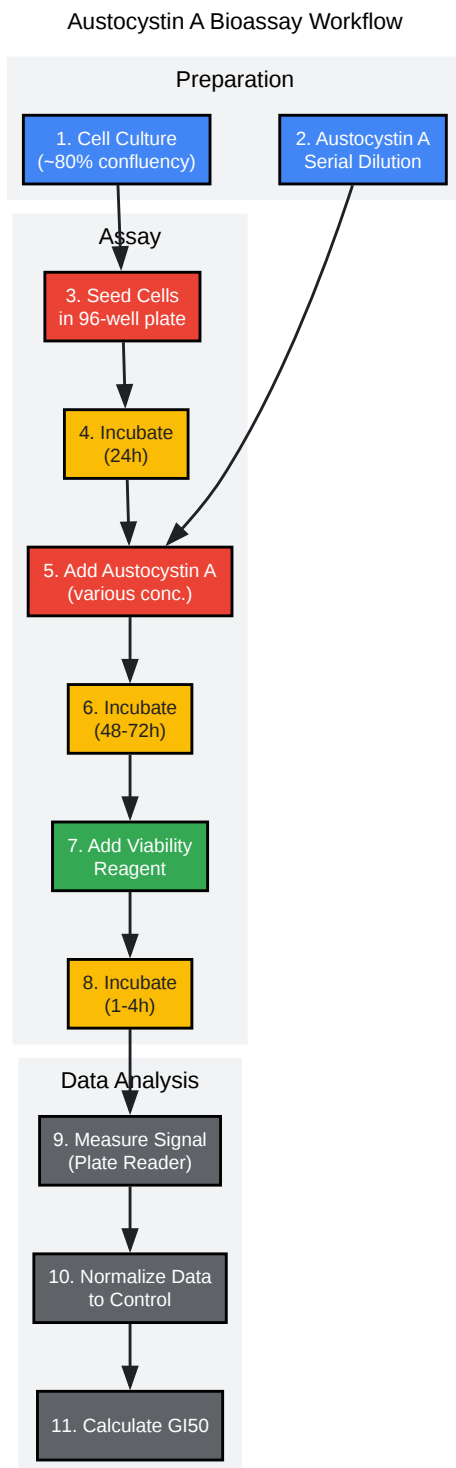 Austocystin A Bioassay Workflow
Preparation
1. Cell Culture
(~80% confluency)
2. Austocystin A
Serial Dilution
Assay
3. Seed Cells
in 96-well plate
4. Incubate
(24h)
5. Add Austocystin A
(various conc.)
6. Incubate
(48-72h)
7. Add Viability
Reagent
8. Incubate
(1-4h)
Data Analysis
9. Measure Signal
(Plate Reader)
10. Normalize Data
to Control
11. Calculate GI50